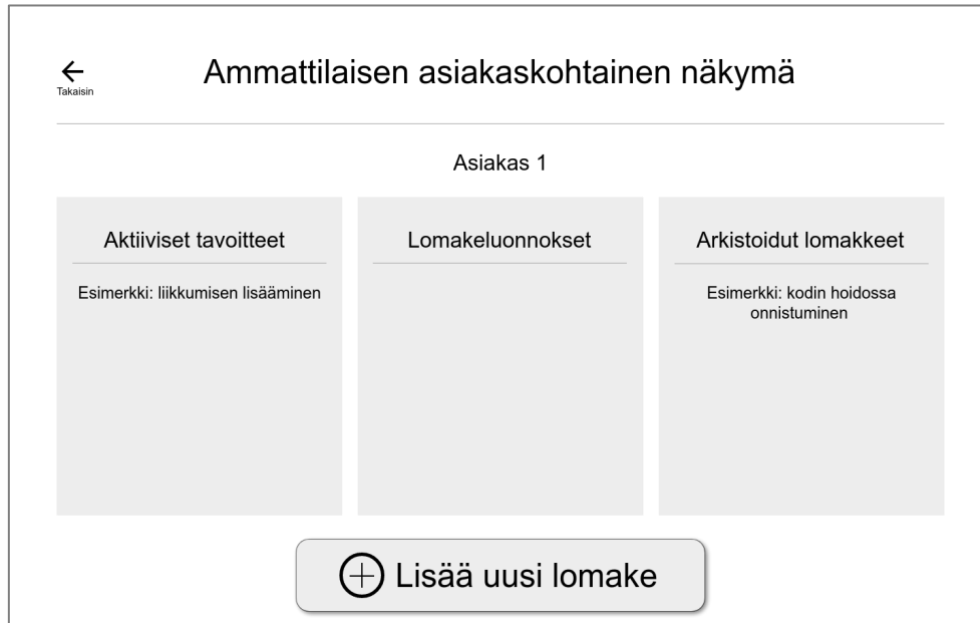 Takaisin
Ammattilaisen asiakaskohtainen näkymä
Asiakas 1
Aktiiviset tavoitteet
Esimerkki: liikkumisen lisääminen
Lomakeluonnokset
Arkistoidut lomakkeet
Esimerkki: kodin hoidossa
onnistuminen
Lisää uusi lomake